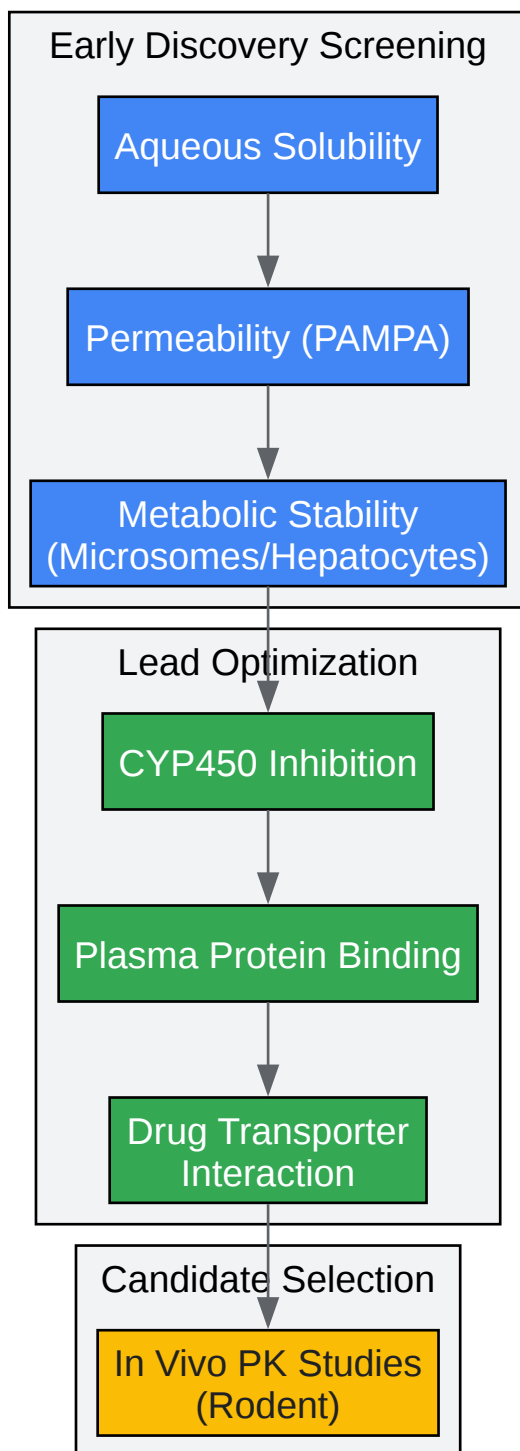 Early Discovery Screening
Aqueous Solubility
Permeability (PAMPA)
Metabolic Stability
(Microsomes/Hepatocytes)
Lead Optimization
CYP450 Inhibition
Plasma Protein Binding
Drug Transporter
Interaction
Candidate Selection
In Vivo PK Studies
(Rodent)